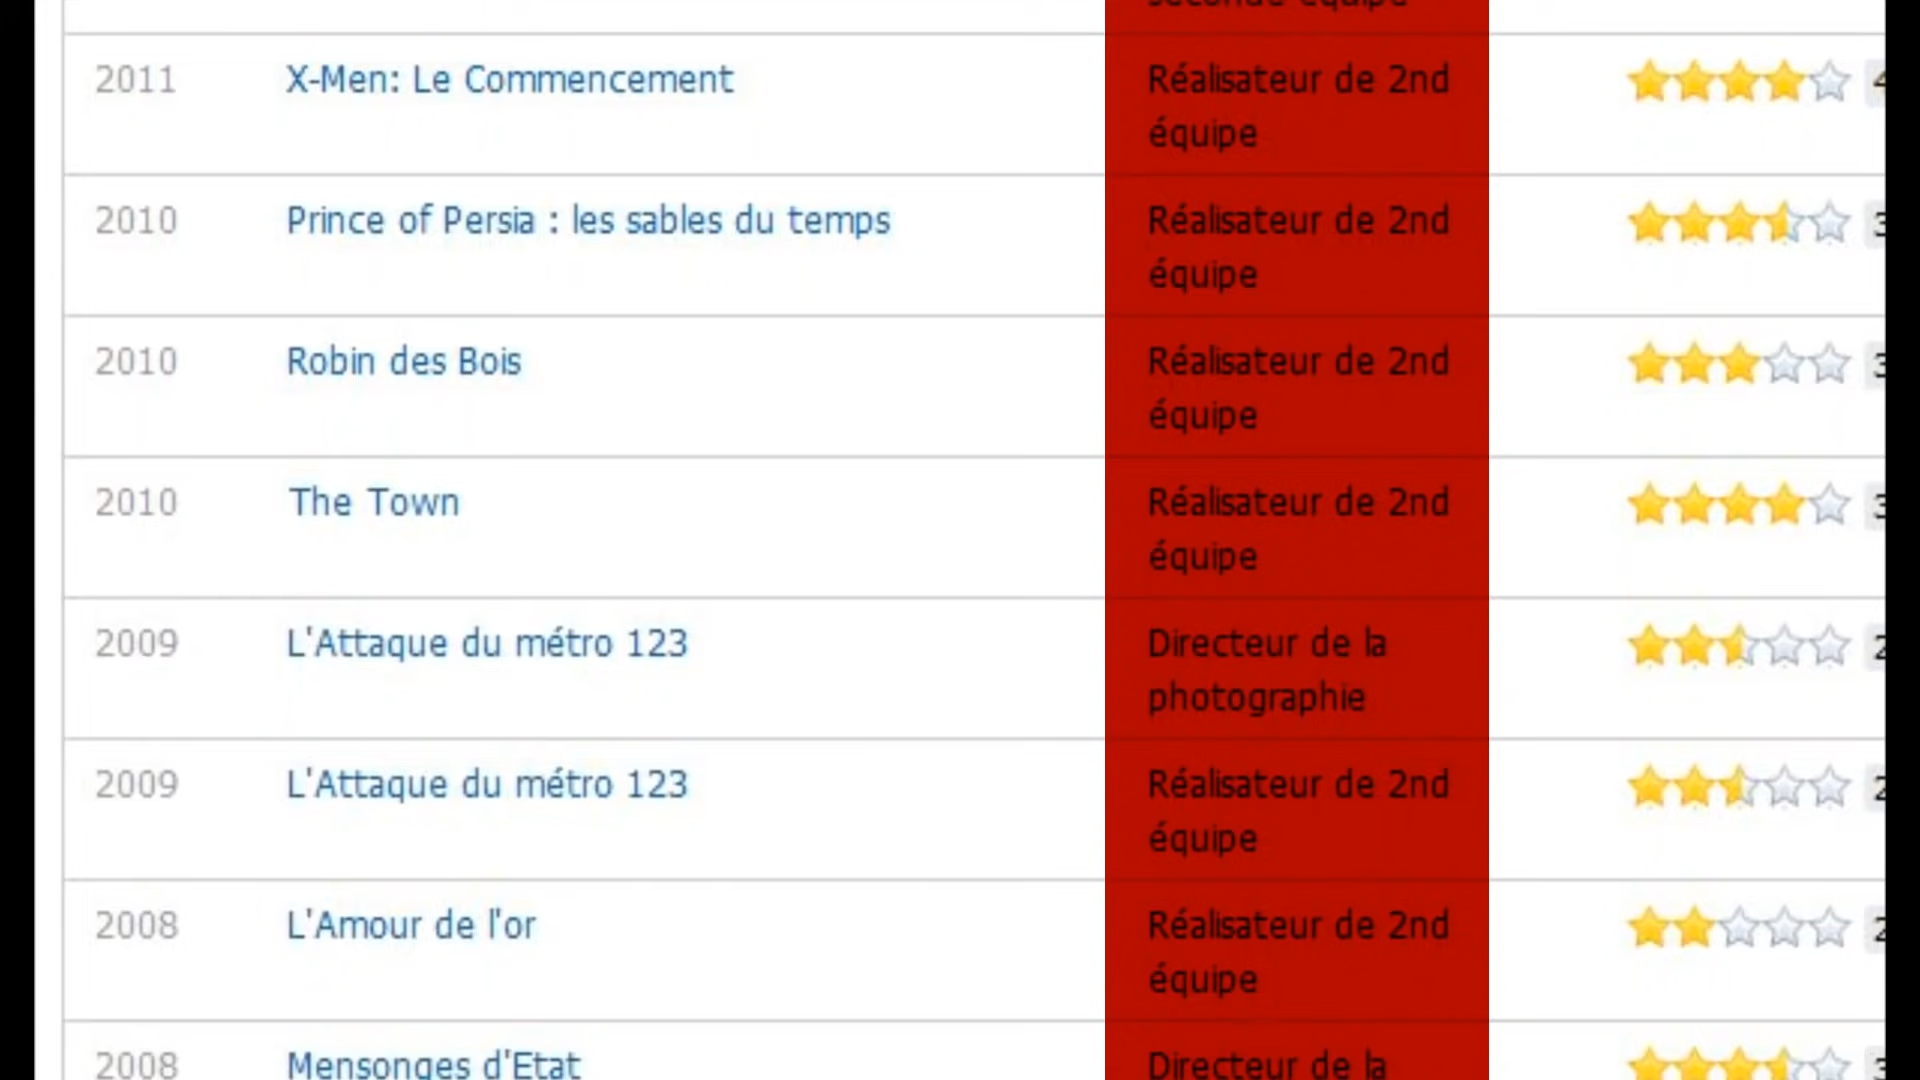 seconde équipe
2011 X-Men: Le Commencement Réalisateur de 2nd
équipe
2010 Prince of Persia : les sables du temps Réalisateur de 2nd
équipe
2010 Robin des Bois Réalisateur de 2nd
équipe
2010 The Town Réalisateur de 2nd
équipe
2009 L'Attaque du métro 123 Directeur de la
photographie
2009 L'Attaque du métro 123 Réalisateur de 2nd
équipe
2008 L'Amour de l'or Réalisateur de 2nd
équipe
2008 Mensonges d'Etat Directeur de la